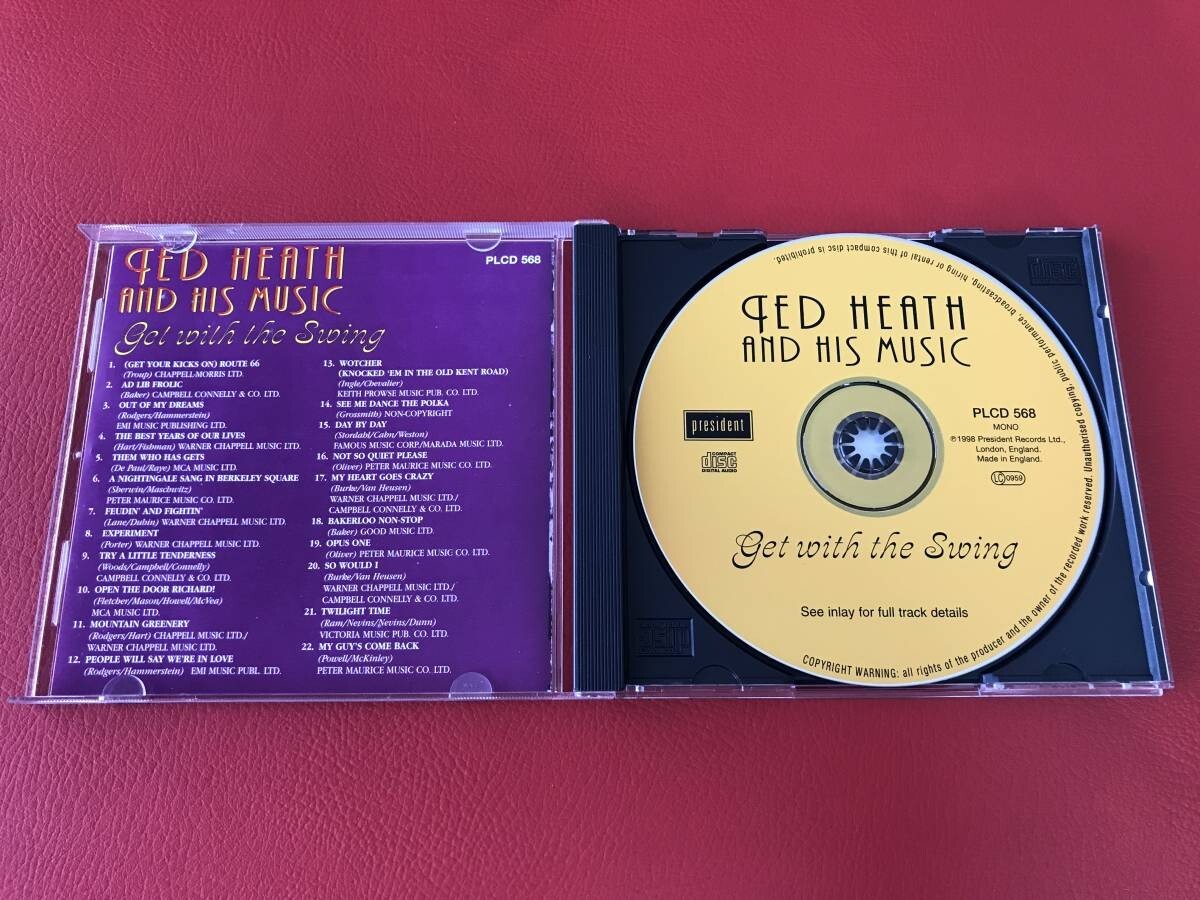 TED HEATH
AND HIS MUSIC
PLCD 568
Get with the Swing
1. (GET YOUR KICKS ON) ROUTE 66
(Troup) CHAPPELL-MORRIS LTD.
2. AD LIB FROLIC
(Baker) CAMPBELL CONNELLY & CO. LTD.
3. OUT OF MY DREAMS
(Rodgers/Hammerstein)
EMI MUSIC PUBLISHING LTD.
4. THE BEST YEARS OF OUR LIVES
(Hart/Fishman) WARNER CHAPPELL MUSIC LTD.
5. THEM WHO HAS GETS
(De Paul/Raye) MCA MUSIC LTD.
6. A NIGHTINGALE SANG IN BERKELEY SQUARE
(Sherwin/Maschwitz)
PETER MAURICE MUSIC CO. LTD.
7. FEUDIN' AND FIGHTIN'
(Lane/Dubin) WARNER CHAPPELL MUSIC LTD.
8. EXPERIMENT
(Porter) WARNER CHAPPELL MUSIC LTD.
9. TRY A LITTLE TENDERNESS
(Woods/Campbell/Connelly)
CAMPBELL CONNELLY & CO. LTD.
10. OPEN THE DOOR RICHARD!
(Fletcher/Mason/Howell/McVea)
MCA MUSIC LTD.
11. MOUNTAIN GREENERY
(Rodgers/Hart) CHAPPELL MUSIC LTD./
WARNER CHAPPELL MUSIC LTD.
12. PEOPLE WILL SAY WE'RE IN LOVE
(Rodgers/Hammerstein) EMI MUSIC PUBL. LTD.
13. WOTCHER
(KNOCKED 'EM IN THE OLD KENT ROAD)
(Ingle/Chevalier)
KEITH PROWSE MUSIC PUB. CO. LTD.
14. SEE ME DANCE THE POLKA
(Grossmith) NON-COPYRIGHT
15. DAY BY DAY
(Stordahl/Cahn/Weston)
FAMOUS MUSIC CORP./MARADA MUSIC LTD.
16. NOT SO QUIET PLEASE
(Oliver) PETER MAURICE MUSIC CO. LTD.
17. MY HEART GOES CRAZY
(Burke/Van Heusen)
WARNER CHAPPELL MUSIC LTD./
CAMPBELL CONNELLY & CO. LTD.
18. BAKERLOO NON-STOP
(Baker) GOOD MUSIC LTD.
19. OPUS ONE
(Oliver) PETER MAURICE MUSIC CO. LTD.
20. SO WOULD I
(Burke/Van Heusen)
WARNER CHAPPELL MUSIC LTD./
CAMPBELL CONNELLY & CO. LTD.
21. TWILIGHT TIME
(Ram/Nevins/Nevins/Dunn)
VICTORIA MUSIC PUB. CO. LTD.
22. MY GUY'S COME BACK
(Powell/McKinley)
PETER MAURICE MUSIC CO. LTD.
TED HEATH
AND HIS MUSIC
president
COMPACT
disc
DIGITAL AUDIO
PLCD 568
MONO
℗1998 President Records Ltd.,
London, England.
Made in England.
LC 0959
Get with the Swing
See inlay for full track details
COPYRIGHT WARNING: all rights of the producer and the owner of the recorded work reserved. Unauthorised copying, public performance, broadcasting, hiring or rental of this compact disc is prohibited.
disc
disc